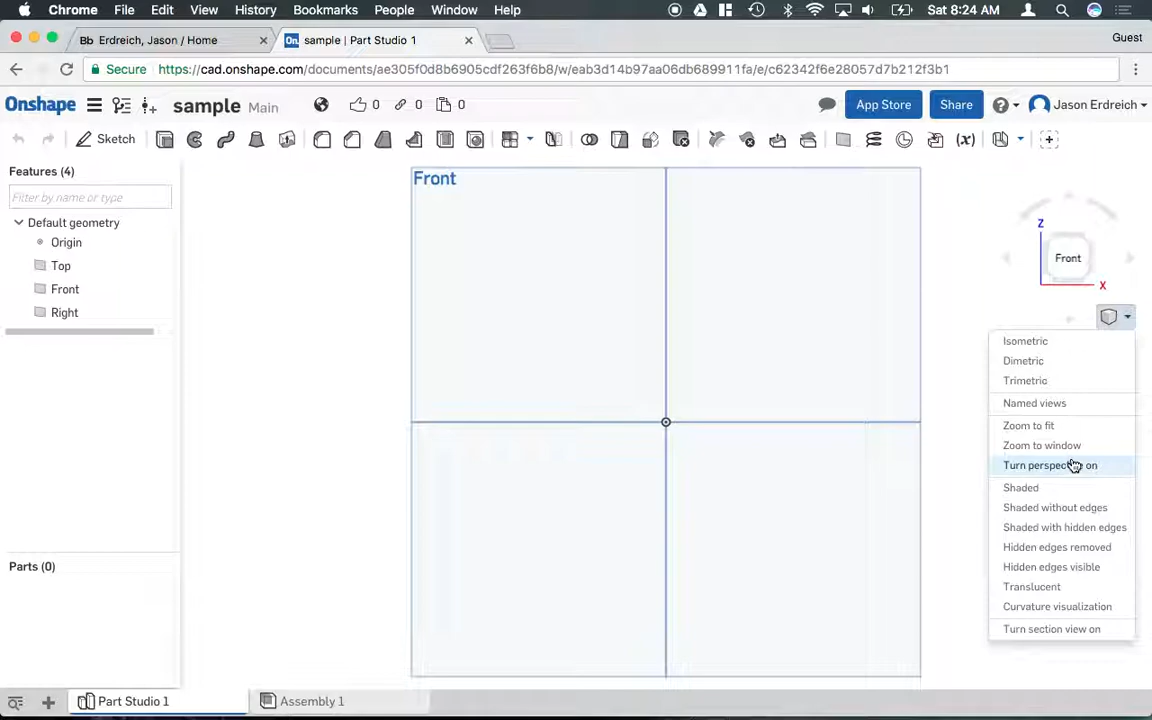 Chrome File Edit View History Bookmarks People Window Help Sat 8:24 AM
Bb Erdreich, Jason / Home On sample | Part Studio 1 Guest
Secure https://cad.onshape.com/documents/ae305f0d8b6905cdf263f6b8/w/eab3d14b97aa06db689911fa/e/c62342f6e28057d7b212f3b1
Onshape sample Main 0 0 0 App Store Share Jason Erdreich
Sketch (x)
Features (4)
Filter by name or type
Default geometry
Origin
Top
Front
Right
Parts (0)
Front
Z
Front
X
Isometric
Dimetric
Trimetric
Named views
Zoom to fit
Zoom to window
Turn perspective on
Shaded
Shaded without edges
Shaded with hidden edges
Hidden edges removed
Hidden edges visible
Translucent
Curvature visualization
Turn section view on
Part Studio 1 Assembly 1